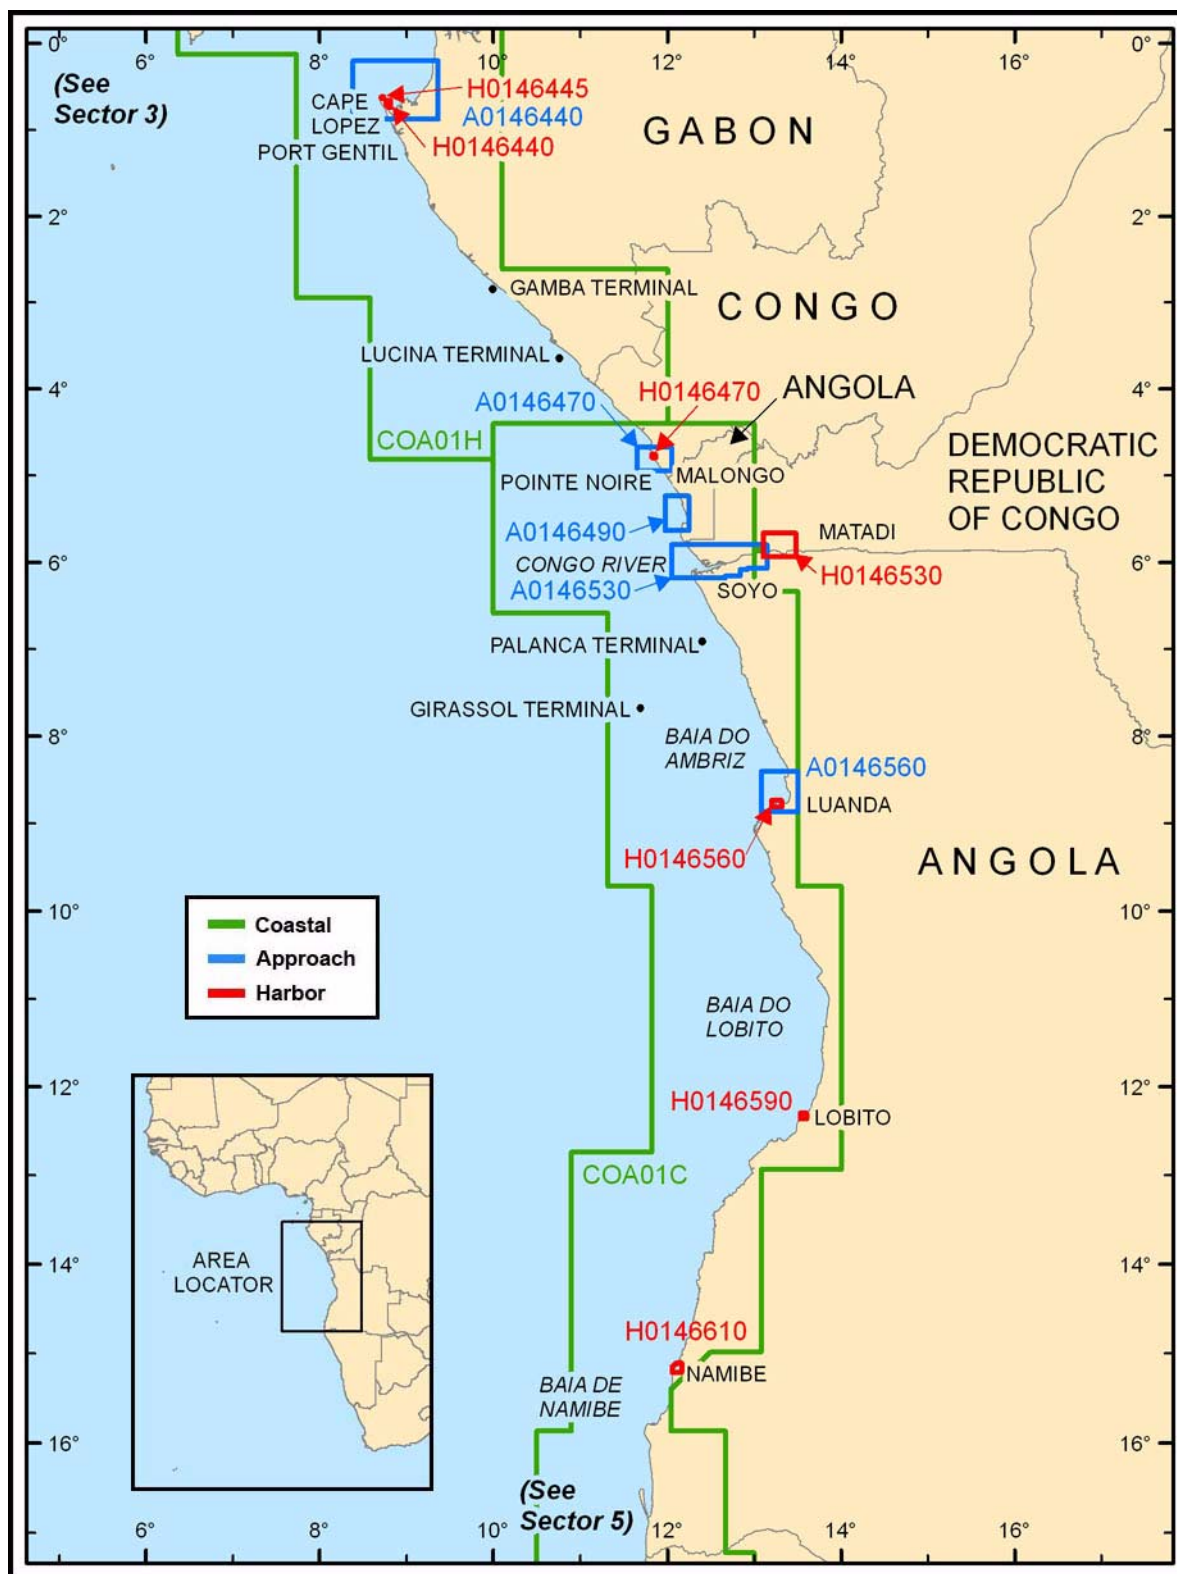 0°
6°
8°
10°
12°
14°
16°
0°
(See
Sector 3)
H0146445
CAPE
LOPEZ
A0146440
H0146440
PORT GENTIL
G A B O N
2°
2°
GAMBA TERMINAL
C O N G O
LUCINA TERMINAL
4°
4°
A0146470
H0146470
ANGOLA
COA01H
DEMOCRATIC
REPUBLIC
OF CONGO
POINTE NOIRE
MALONGO
A0146490
MATADI
CONGO RIVER
6°
6°
H0146530
A0146530
SOYO
PALANCA TERMINAL
GIRASSOL TERMINAL
8°
8°
BAIA DO
AMBRIZ
A0146560
LUANDA
H0146560
A N G O L A
10°
10°
Coastal
Approach
Harbor
BAIA DO
LOBITO
12°
12°
H0146590
LOBITO
COA01C
AREA
LOCATOR
14°
14°
H0146610
NAMIBE
BAIA DE
NAMIBE
16°
16°
(See
Sector 5)
6°
8°
10°
12°
14°
16°